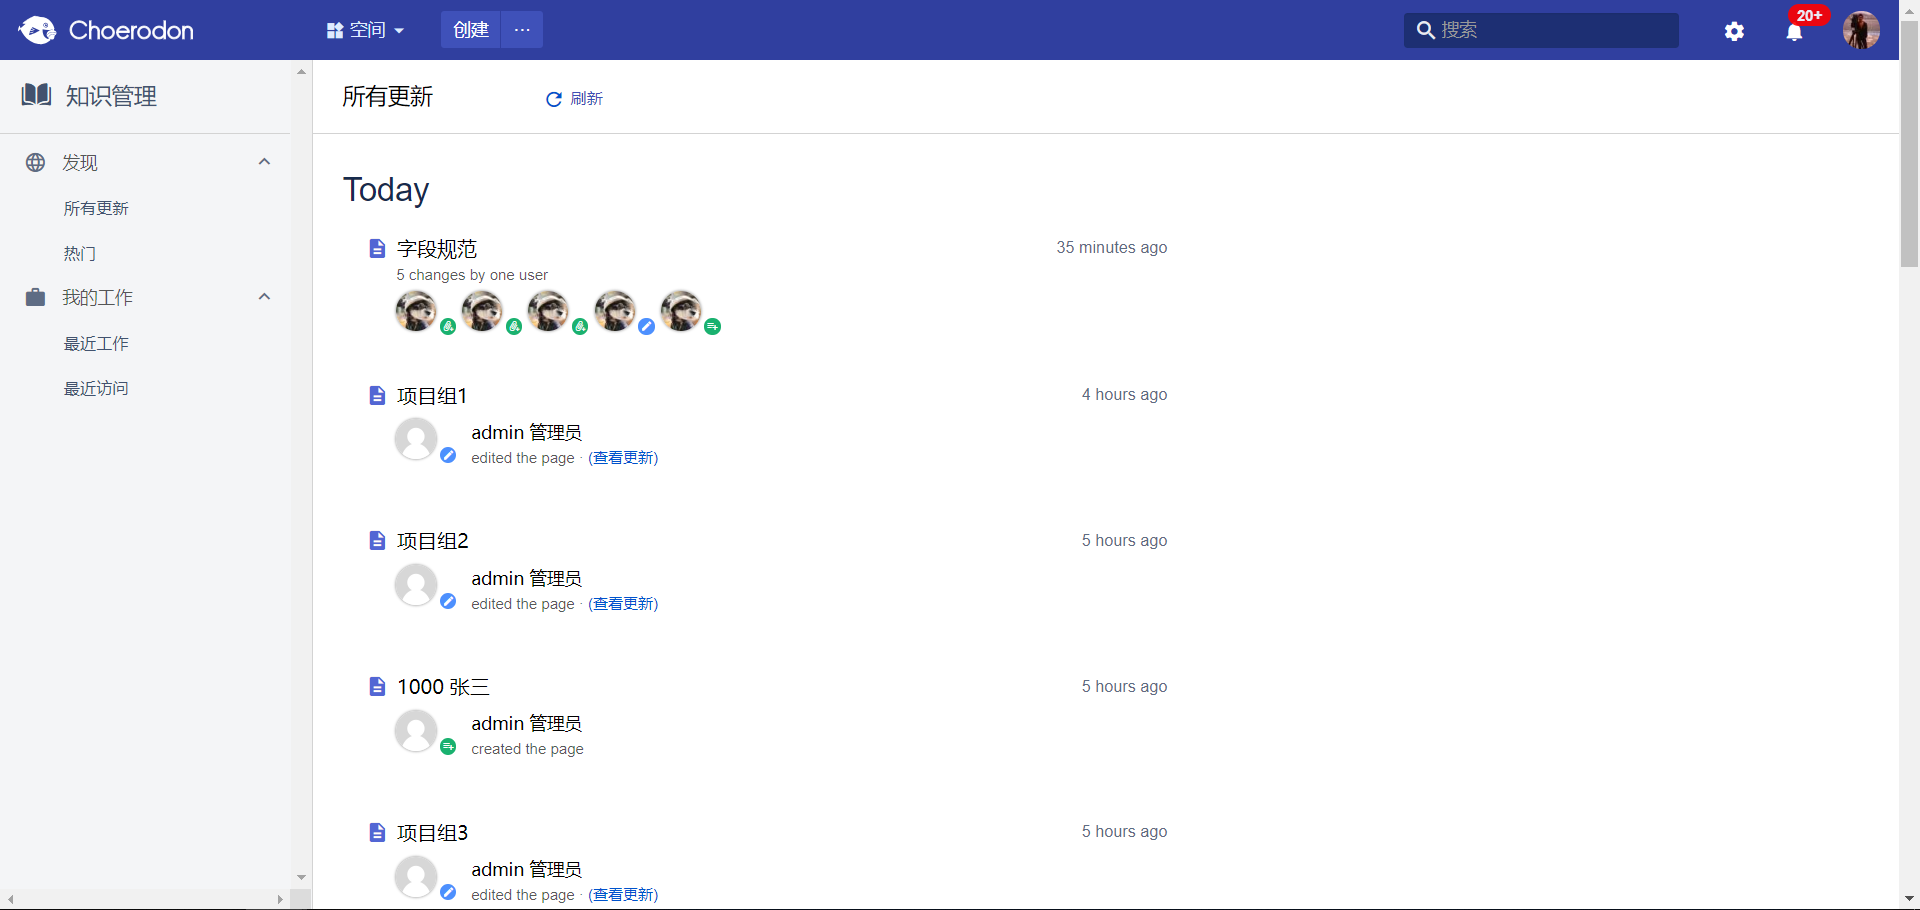 Choerodon
空间
创建
···
搜索
20+
知识管理
所有更新
刷新
发现
所有更新
热门
我的工作
最近工作
最近访问
Today
字段规范
35 minutes ago
5 changes by one user
项目组1
4 hours ago
admin 管理员
edited the page · (查看更新)
项目组2
5 hours ago
admin 管理员
edited the page · (查看更新)
1000 张三
5 hours ago
admin 管理员
created the page
项目组3
5 hours ago
admin 管理员
edited the page · (查看更新)